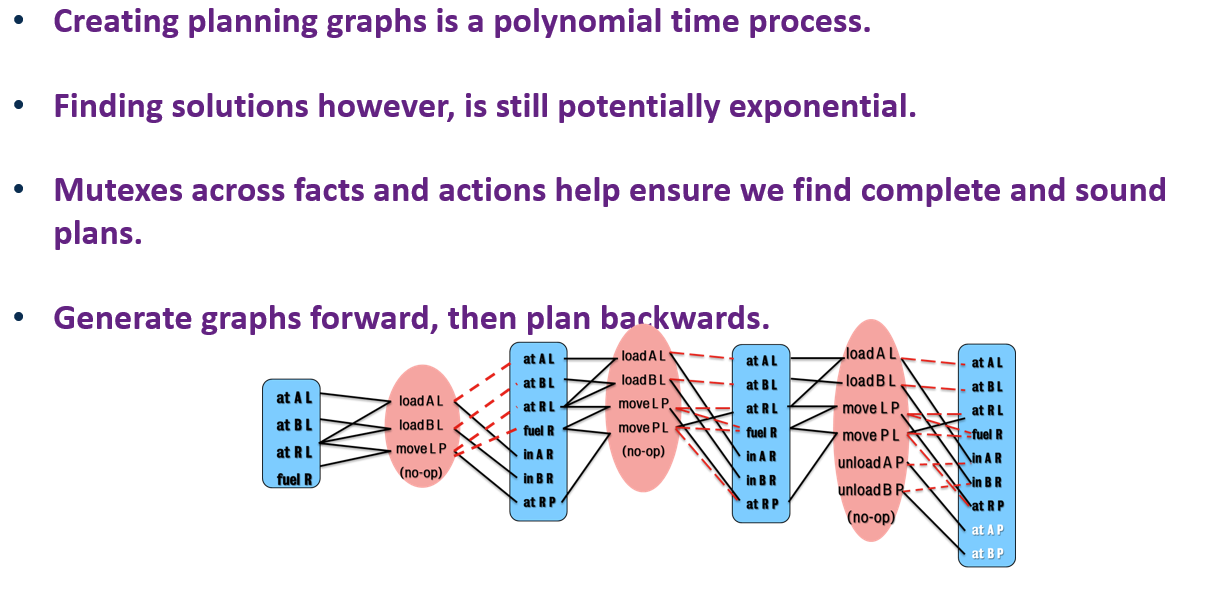 • Creating planning graphs is a polynomial time process.
• Finding solutions however, is still potentially exponential.
• Mutexes across facts and actions help ensure we find complete and sound
plans.
• Generate graphs forward, then plan backwards.
at A L
at B L
at R L
fuel R
load A L
load B L
move L P
(no-op)
at A L
at B L
at R L
fuel R
in A R
in B R
at R P
load A L
load B L
move L P
move P L
(no-op)
at A L
at B L
at R L
fuel R
in A R
in B R
at R P
load A L
load B L
move L P
move P L
unload A P
unload B P
(no-op)
at A L
at B L
at R L
fuel R
in A R
in B R
at R P
at A P
at B P